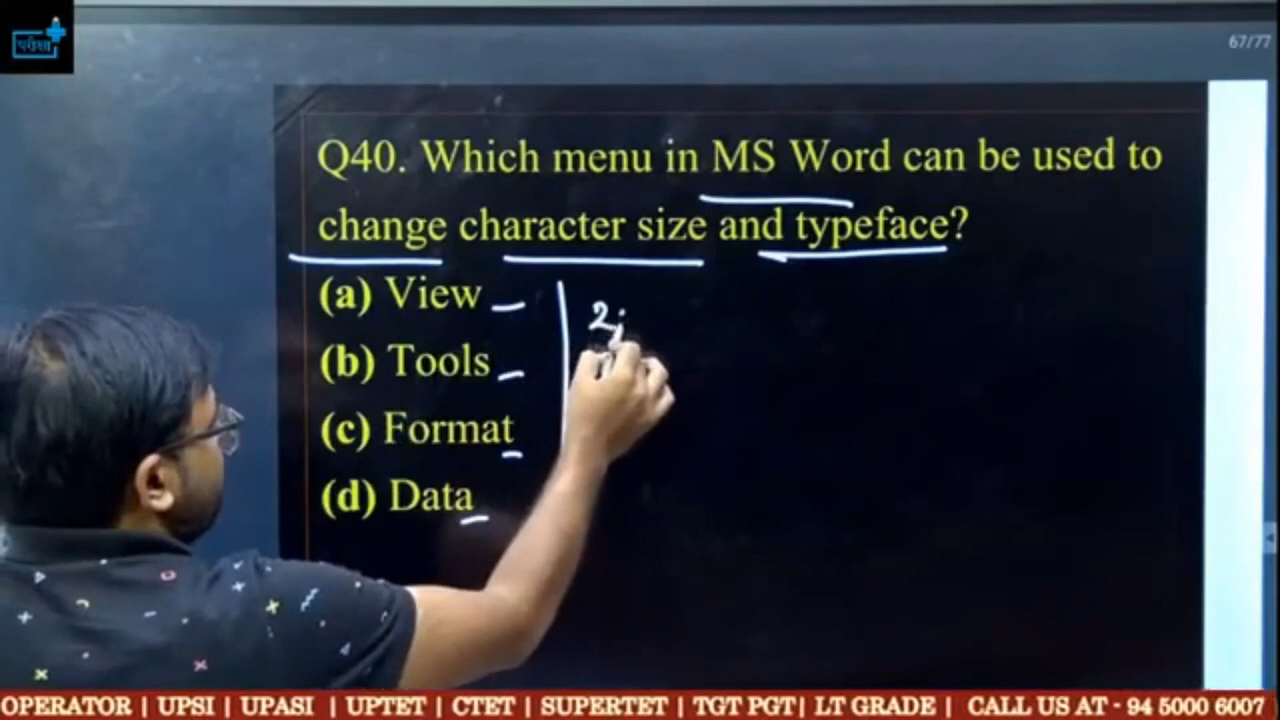 परीक्षा
67/77
Q40. Which menu in MS Word can be used to
change character size and typeface?
(a) View
(b) Tools
(c) Format
(d) Data
OPERATOR | UPSI | UPASI | UPTET | CTET | SUPERTET | TGT PGT| LT GRADE | CALL US AT - 94 5000 6007